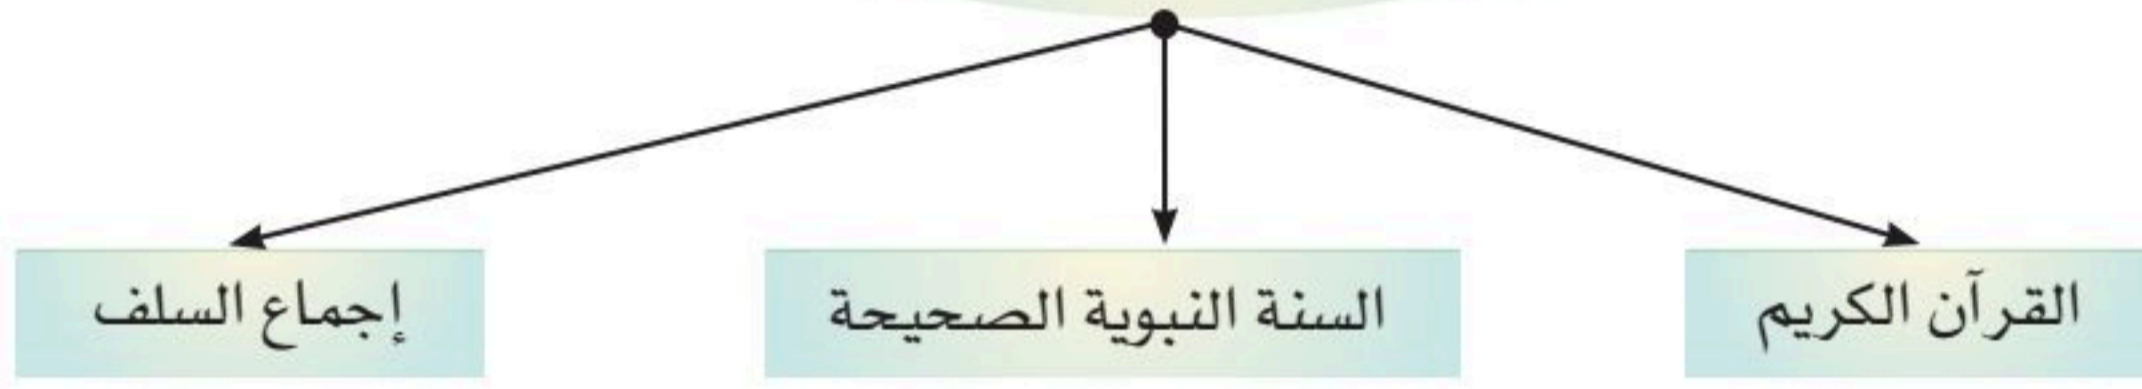 القرآن الكريم
السنة النبوية الصحيحة
إجماع السلف